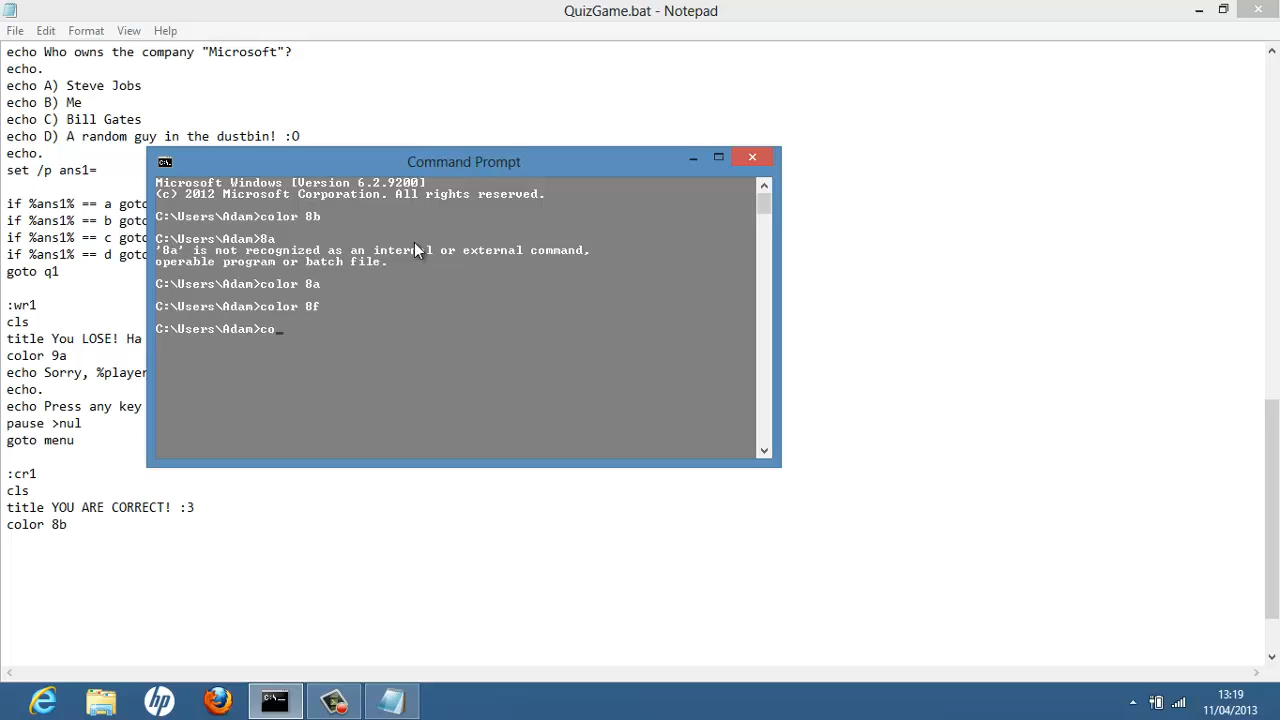 QuizGame.bat - Notepad
File Edit Format View Help
echo Who owns the company "Microsoft"?
echo.
echo A) Steve Jobs
echo B) Me
echo C) Bill Gates
echo D) A random guy in the dustbin! :O
echo.
set /p ans1=
if %ans1% == a goto
if %ans1% == b goto
if %ans1% == c goto
if %ans1% == d goto
goto q1
:wr1
cls
title You LOSE! Ha
color 9a
echo Sorry, %player
echo.
echo Press any key
pause >nul
goto menu
:cr1
cls
title YOU ARE CORRECT! :3
color 8b
Command Prompt
C:\.
Microsoft Windows [Version 6.2.9200]
(c) 2012 Microsoft Corporation. All rights reserved.
C:\Users\Adam>color 8b
C:\Users\Adam>8a
'8a' is not recognized as an internal or external command,
operable program or batch file.
C:\Users\Adam>color 8a
C:\Users\Adam>color 8f
C:\Users\Adam>co_
hp
13:19
11/04/2013